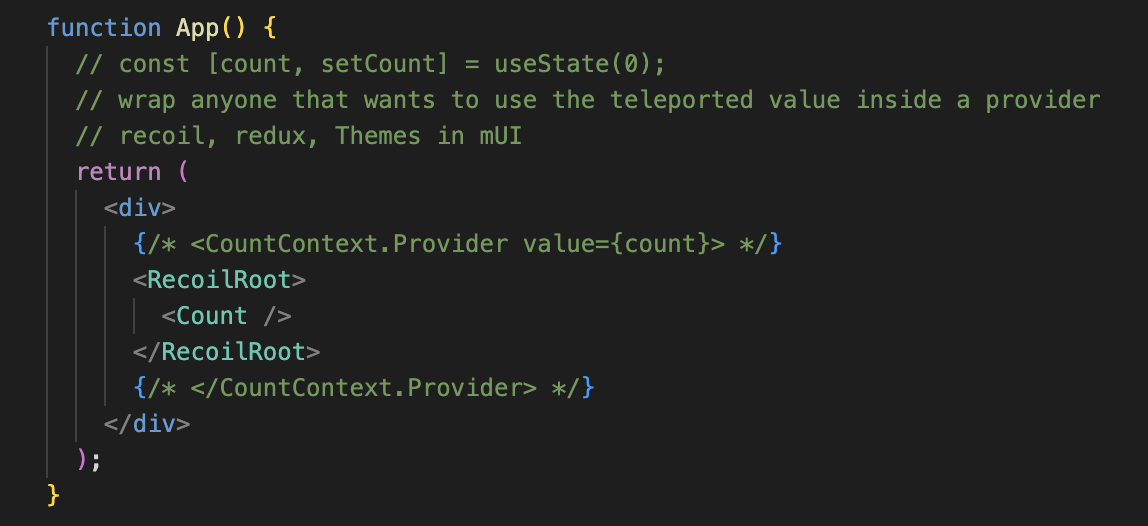 function App() {
// const [count, setCount] = useState(0);
// wrap anyone that wants to use the teleported value inside a provider
// recoil, redux, Themes in mUI
return (
<div>
{/* <CountContext.Provider value={count}> */}
<RecoilRoot>
<Count />
</RecoilRoot>
{/* </CountContext.Provider> */}
</div>
);
}